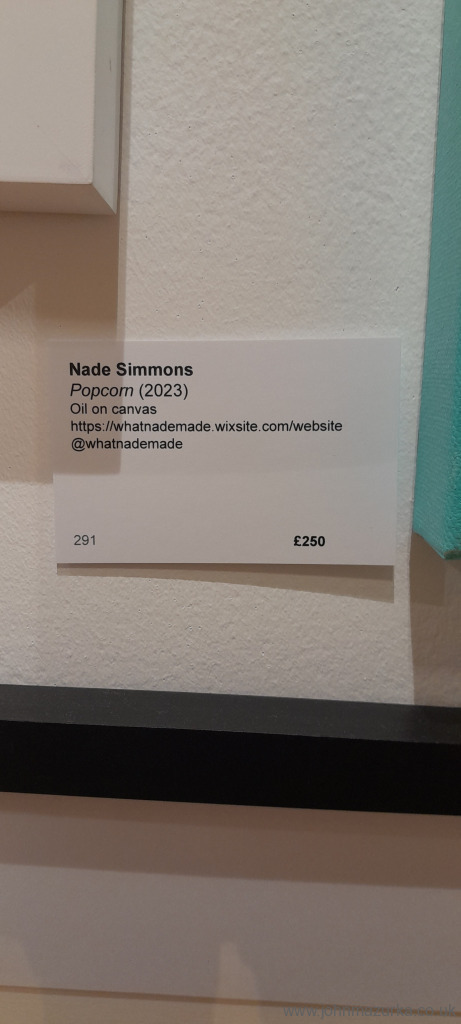 Nade Simmons
Popcorn (2023)
Oil on canvas
https://whatnademade.wixsite.com/website
@whatnademade
291 £250